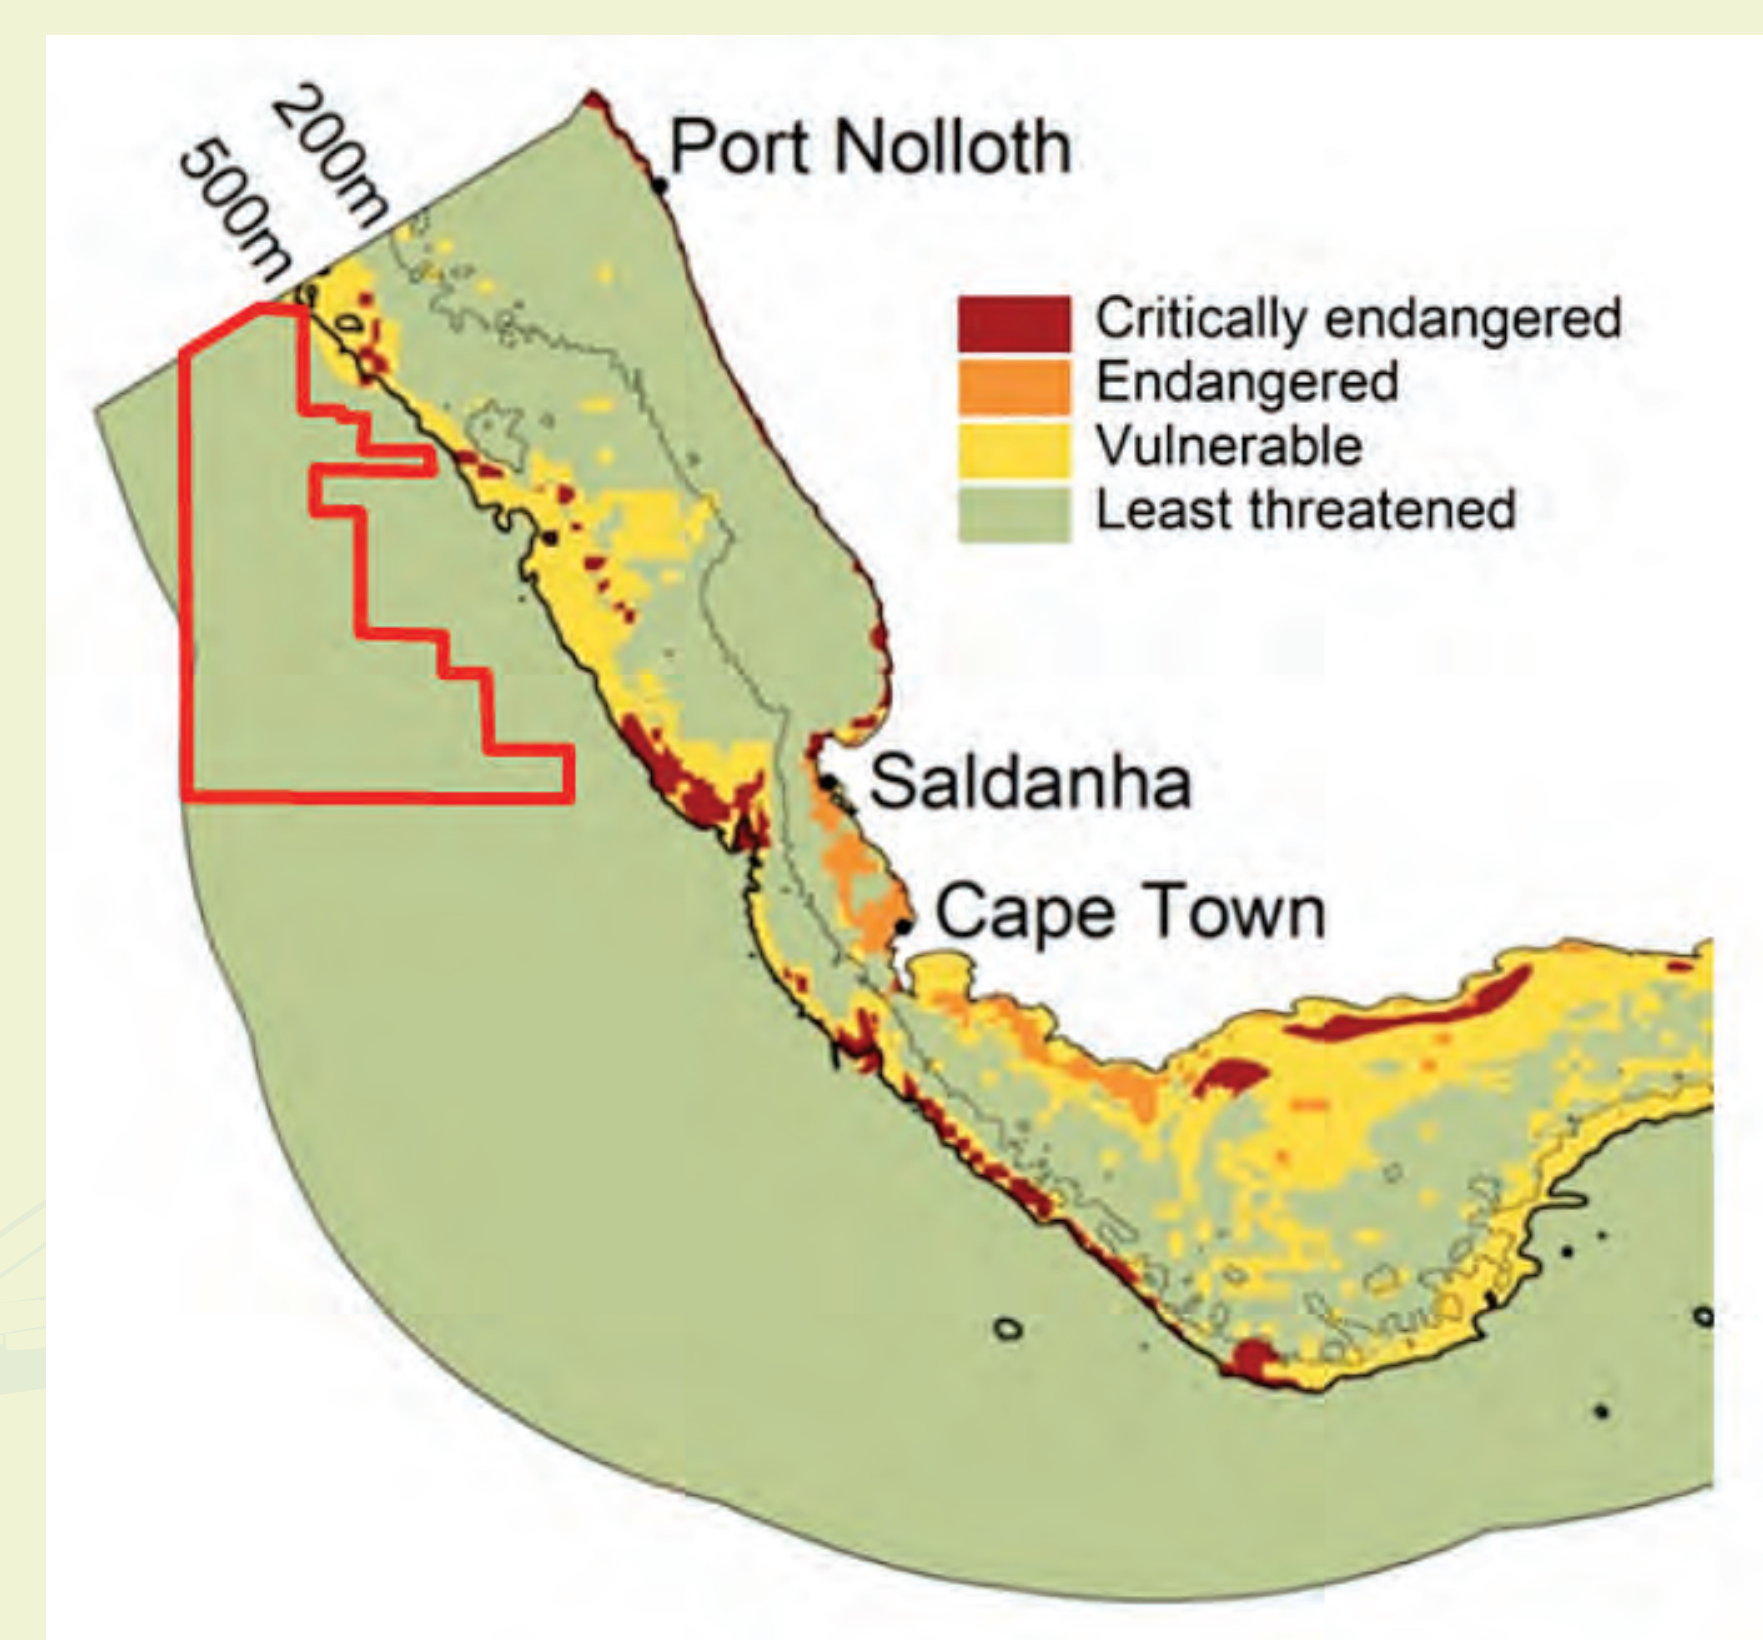 200m
500m
Port Nolloth
Critically endangered
Endangered
Vulnerable
Least threatened
Saldanha
Cape Town